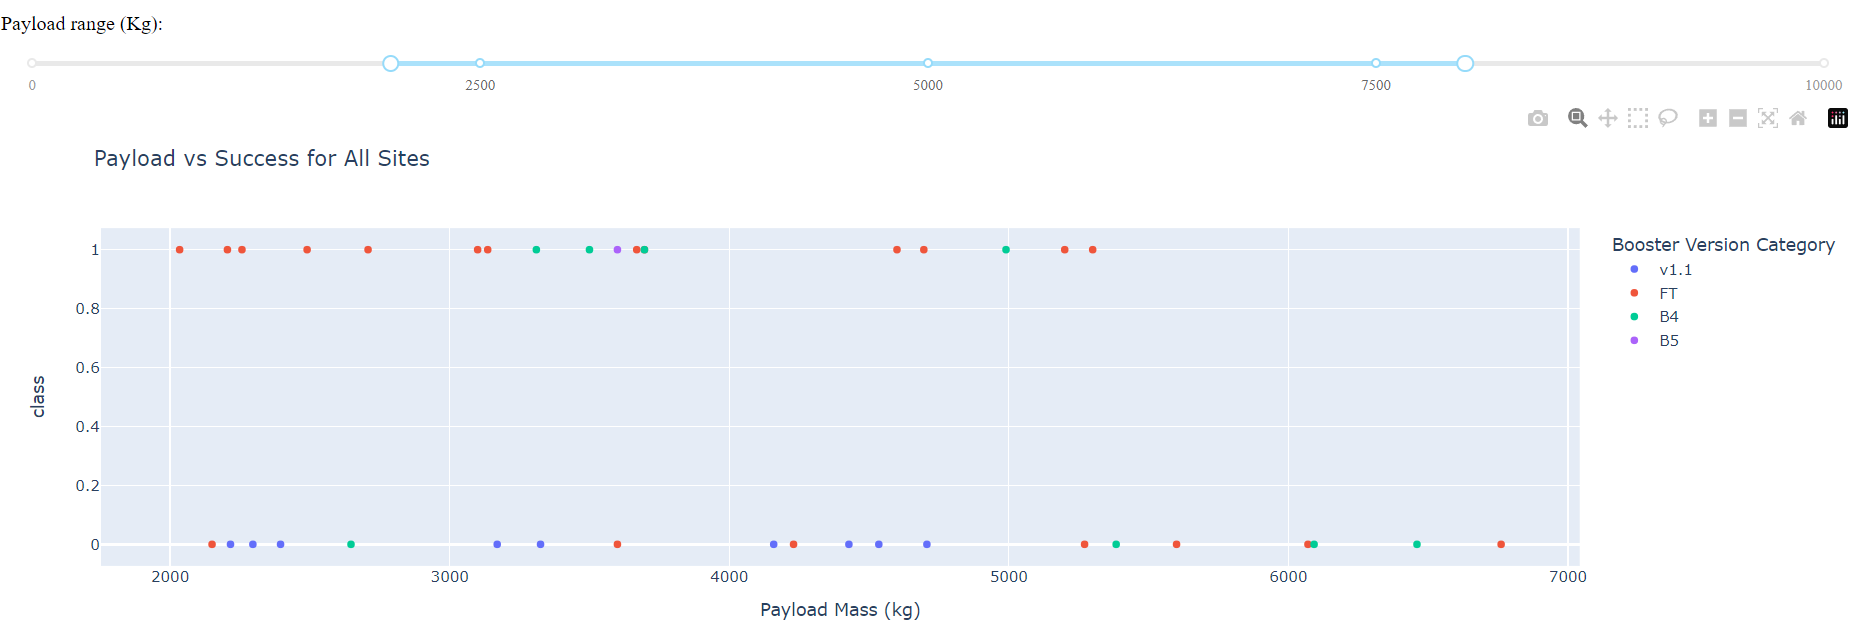 Payload range (Kg):
0 2500 5000 7500 10000
Payload vs Success for All Sites
Booster Version Category
v1.1
FT
B4
B5
1
0.8
0.6
0.4
0.2
0
class
2000 3000 4000 5000 6000 7000
Payload Mass (kg)